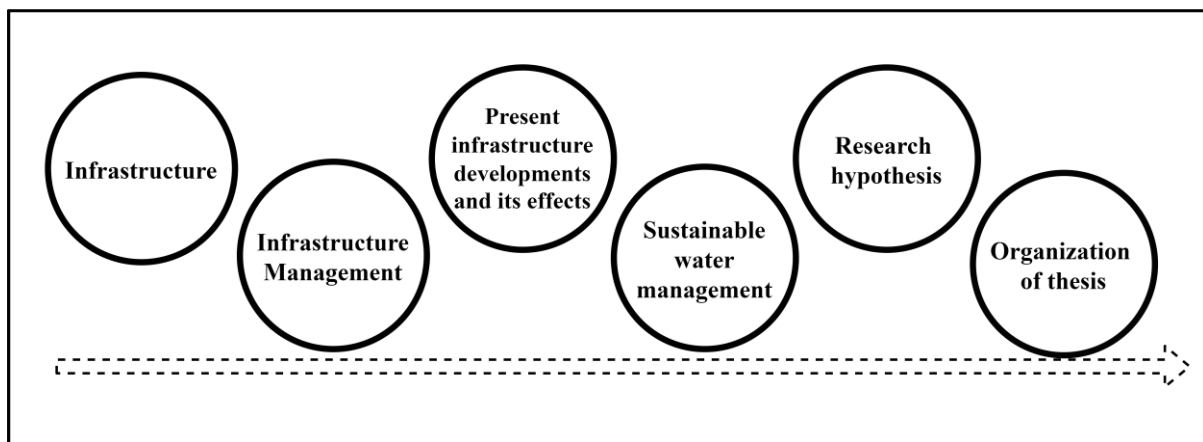 Infrastructure
Infrastructure
Management
Present
infrastructure
developments
and its effects
Sustainable
water
management
Research
hypothesis
Organization
of thesis